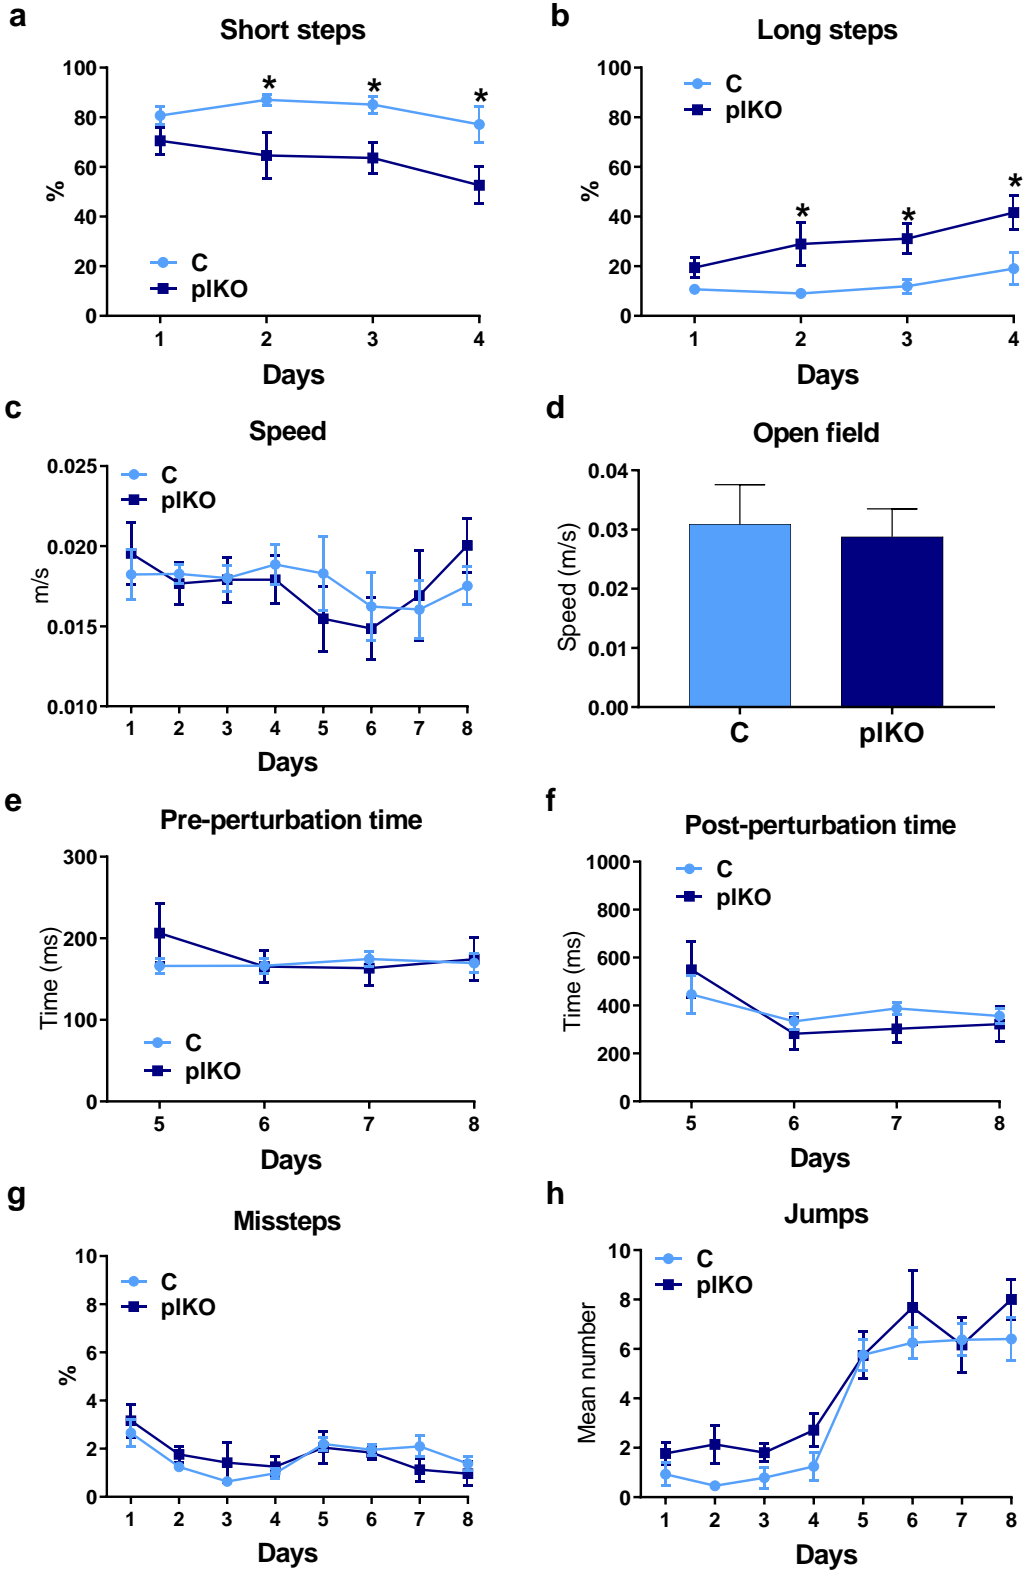 a
Short steps
100
80
60
40
20
0
%
* * *
C
pIKO
1 2 3 4
Days
b
Long steps
100
80
60
40
20
0
%
C
pIKO
* * *
1 2 3 4
Days
c
Speed
0.025
0.020
0.015
0.010
m/s
C
pIKO
1 2 3 4 5 6 7 8
Days
d
Open field
0.04
0.03
0.02
0.01
0.00
Speed (m/s)
C pIKO
e
Pre-perturbation time
300
200
100
0
Time (ms)
C
pIKO
5 6 7 8
Days
f
Post-perturbation time
1000
800
600
400
200
0
Time (ms)
C
pIKO
5 6 7 8
Days
g
Missteps
10
8
6
4
2
0
%
C
pIKO
1 2 3 4 5 6 7 8
Days
h
Jumps
10
8
6
4
2
0
Mean number
C
pIKO
1 2 3 4 5 6 7 8
Days